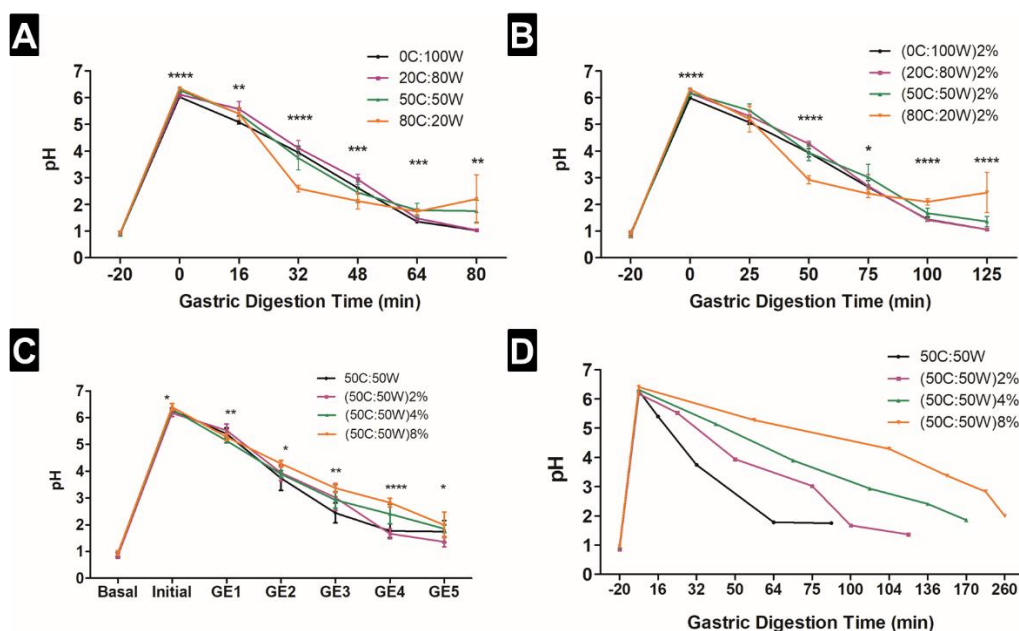 A
0C:100W
20C:80W
50C:50W
80C:20W
pH
7
6
5
4
3
2
1
0
****
**
****
***
***
**
-20 0 16 32 48 64 80
Gastric Digestion Time (min)
B
(0C:100W)2%
(20C:80W)2%
(50C:50W)2%
(80C:20W)2%
pH
7
6
5
4
3
2
1
0
****
****
*
****
****
-20 0 25 50 75 100 125
Gastric Digestion Time (min)
C
50C:50W
(50C:50W)2%
(50C:50W)4%
(50C:50W)8%
pH
7
6
5
4
3
2
1
0
*
**
*
**
****
*
Basal Initial GE1 GE2 GE3 GE4 GE5
D
50C:50W
(50C:50W)2%
(50C:50W)4%
(50C:50W)8%
pH
7
6
5
4
3
2
1
0
-20 16 32 50 64 75 100 104 136 170 260
Gastric Digestion Time (min)